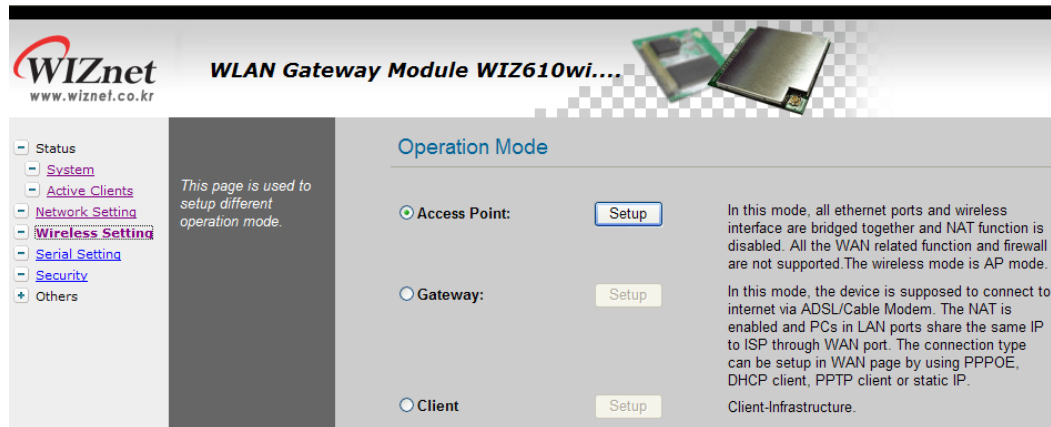 WIZnet
www.wiznet.co.kr
WLAN Gateway Module WIZ610wi....
Status
System
Active Clients
Network Setting
Wireless Setting
Serial Setting
Security
Others
This page is used to
setup different
operation mode.
Operation Mode
Access Point:
Setup
In this mode, all ethernet ports and wireless
interface are bridged together and NAT function is
disabled. All the WAN related function and firewall
are not supported.The wireless mode is AP mode.
Gateway:
Setup
In this mode, the device is supposed to connect to
internet via ADSL/Cable Modem. The NAT is
enabled and PCs in LAN ports share the same IP
to ISP through WAN port. The connection type
can be setup in WAN page by using PPPOE,
DHCP client, PPTP client or static IP.
Client
Setup
Client-Infrastructure.